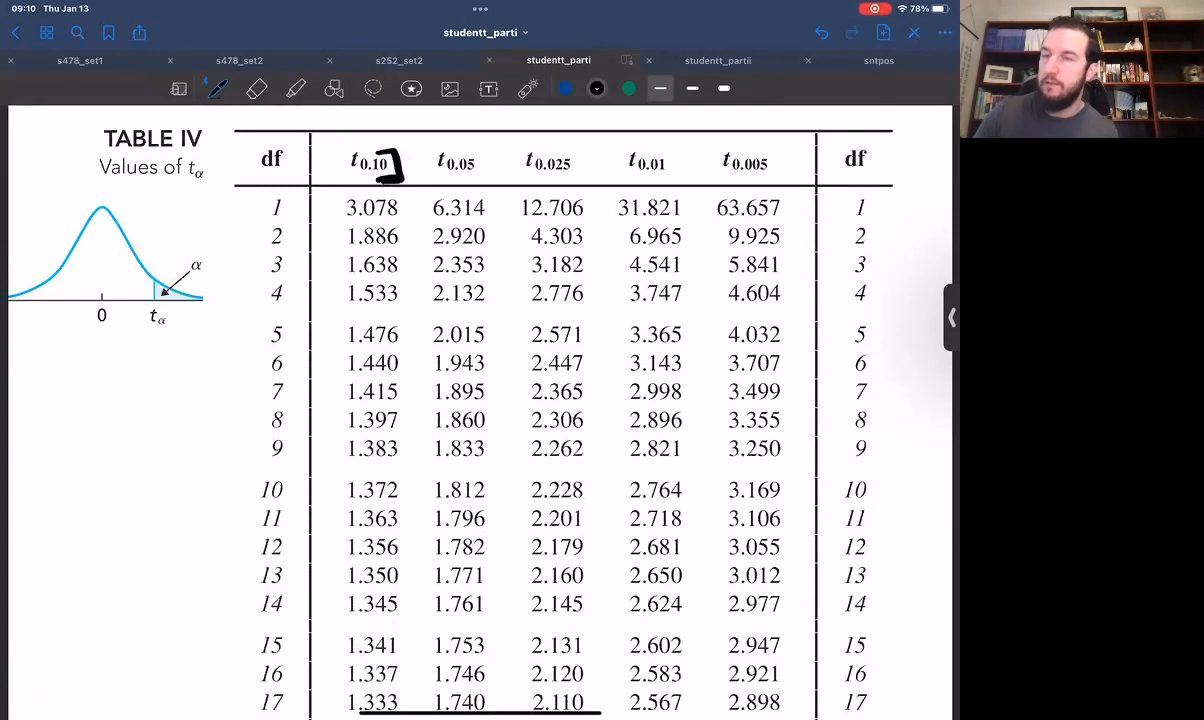 09:10 Thu Jan 13
78%
studentt_parti
s478_set1
s478_set2
s252_set2
studentt_parti
studentt_partii
sntpos
TABLE IV
Values of tα
α
0
tα
df t0.10 t0.05 t0.025 t0.01 t0.005 df
1 3.078 6.314 12.706 31.821 63.657 1
2 1.886 2.920 4.303 6.965 9.925 2
3 1.638 2.353 3.182 4.541 5.841 3
4 1.533 2.132 2.776 3.747 4.604 4
5 1.476 2.015 2.571 3.365 4.032 5
6 1.440 1.943 2.447 3.143 3.707 6
7 1.415 1.895 2.365 2.998 3.499 7
8 1.397 1.860 2.306 2.896 3.355 8
9 1.383 1.833 2.262 2.821 3.250 9
10 1.372 1.812 2.228 2.764 3.169 10
11 1.363 1.796 2.201 2.718 3.106 11
12 1.356 1.782 2.179 2.681 3.055 12
13 1.350 1.771 2.160 2.650 3.012 13
14 1.345 1.761 2.145 2.624 2.977 14
15 1.341 1.753 2.131 2.602 2.947 15
16 1.337 1.746 2.120 2.583 2.921 16
17 1.333 1.740 2.110 2.567 2.898 17